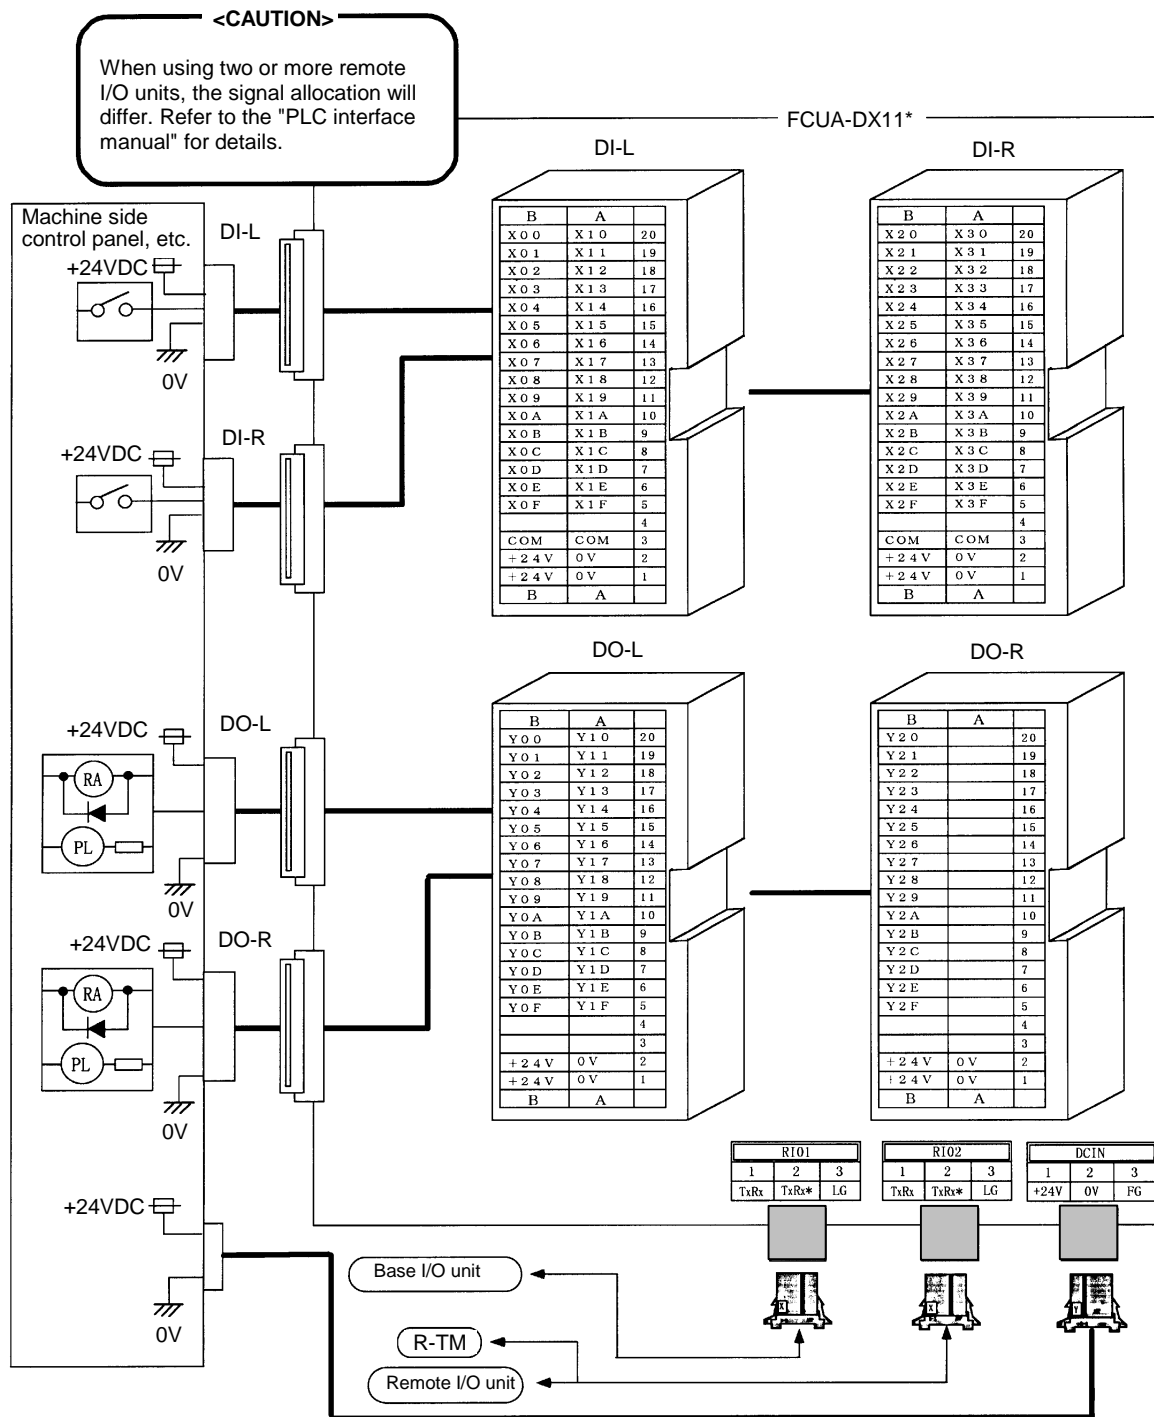 <CAUTION>
When using two or more remote
I/O units, the signal allocation will
differ. Refer to the "PLC interface
manual" for details.
FCUA-DX11*
Machine side
control panel, etc.
DI-L
+24VDC
0V
DI-R
+24VDC
0V
DO-L
+24VDC
RA
PL
0V
DO-R
+24VDC
RA
PL
0V
+24VDC
0V
DI-L
B A
X00 X10 20
X01 X11 19
X02 X12 18
X03 X13 17
X04 X14 16
X05 X15 15
X06 X16 14
X07 X17 13
X08 X18 12
X09 X19 11
X0A X1A 10
X0B X1B 9
X0C X1C 8
X0D X1D 7
X0E X1E 6
X0F X1F 5
4
COM COM 3
+24V 0V 2
+24V 0V 1
B A
DI-R
B A
X20 X30 20
X21 X31 19
X22 X32 18
X23 X33 17
X24 X34 16
X25 X35 15
X26 X36 14
X27 X37 13
X28 X38 12
X29 X39 11
X2A X3A 10
X2B X3B 9
X2C X3C 8
X2D X3D 7
X2E X3E 6
X2F X3F 5
4
COM COM 3
+24V 0V 2
+24V 0V 1
B A
DO-L
B A
Y00 Y10 20
Y01 Y11 19
Y02 Y12 18
Y03 Y13 17
Y04 Y14 16
Y05 Y15 15
Y06 Y16 14
Y07 Y17 13
Y08 Y18 12
Y09 Y19 11
Y0A Y1A 10
Y0B Y1B 9
Y0C Y1C 8
Y0D Y1D 7
Y0E Y1E 6
Y0F Y1F 5
4
3
+24V 0V 2
+24V 0V 1
B A
DO-R
B A
Y20 20
Y21 19
Y22 18
Y23 17
Y24 16
Y25 15
Y26 14
Y27 13
Y28 12
Y29 11
Y2A 10
Y2B 9
Y2C 8
Y2D 7
Y2E 6
Y2F 5
4
3
+24V 0V 2
+24V 0V 1
B A
RIO1
1 2 3
TxRx TxRx* LG
RIO2
1 2 3
TxRx TxRx* LG
DCIN
1 2 3
+24V 0V FG
X
X
Y
Base I/O unit
R-TM
Remote I/O unit